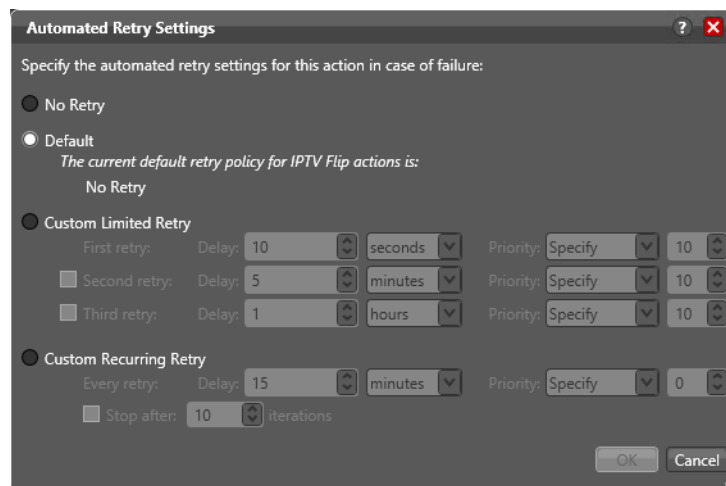 Automated Retry Settings ?
Specify the automated retry settings for this action in case of failure:
No Retry
Default
The current default retry policy for IPTV Flip actions is:
No Retry
Custom Limited Retry
First retry: Delay: 10 seconds Priority: Specify 10
Second retry: Delay: 5 minutes Priority: Specify 10
Third retry: Delay: 1 hours Priority: Specify 10
Custom Recurring Retry
Every retry: Delay: 15 minutes Priority: Specify 0
Stop after: 10 iterations
OK Cancel